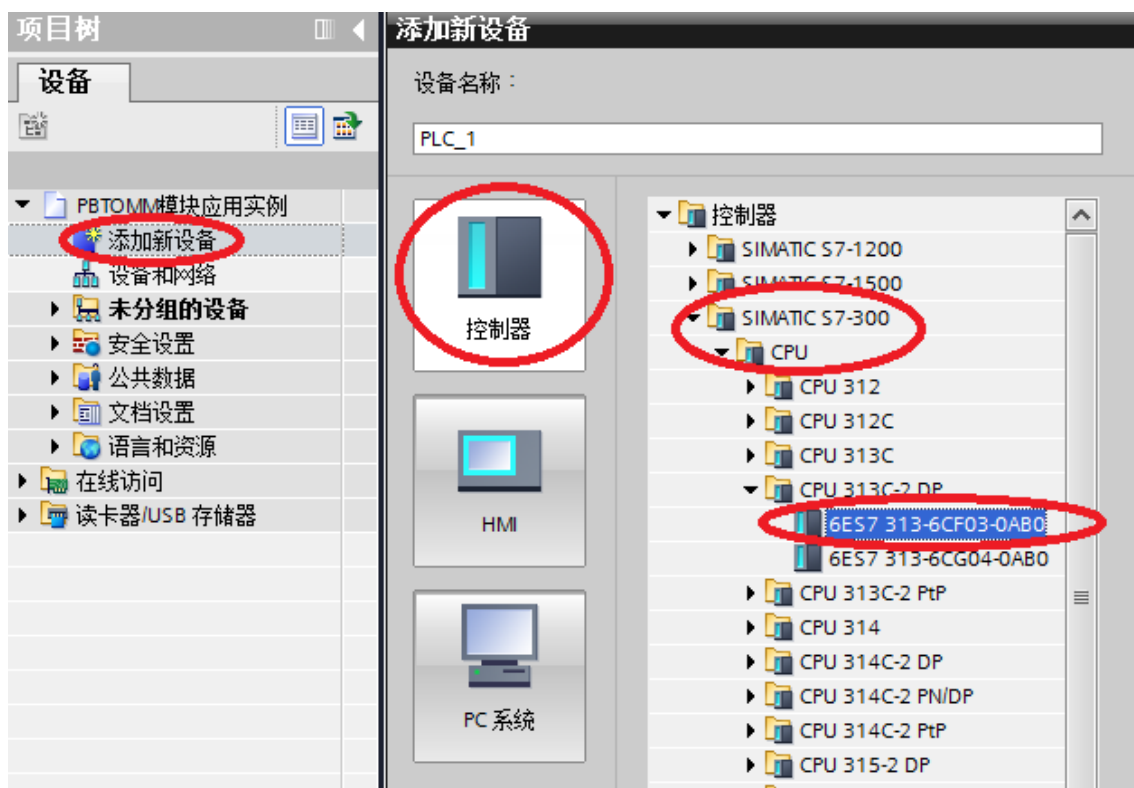 项目树
设备
PBTOMM模块应用实例
添加新设备
设备和网络
未分组的设备
安全设置
公共数据
文档设置
语言和资源
在线访问
读卡器/USB 存储器
添加新设备
设备名称：
PLC_1
控制器
HMI
PC 系统
控制器
SIMATIC S7-1200
SIMATIC S7-1500
SIMATIC S7-300
CPU
CPU 312
CPU 312C
CPU 313C
CPU 313C-2 DP
6ES7 313-6CF03-0AB0
6ES7 313-6CG04-0AB0
CPU 313C-2 PtP
CPU 314
CPU 314C-2 DP
CPU 314C-2 PN/DP
CPU 314C-2 PtP
CPU 315-2 DP